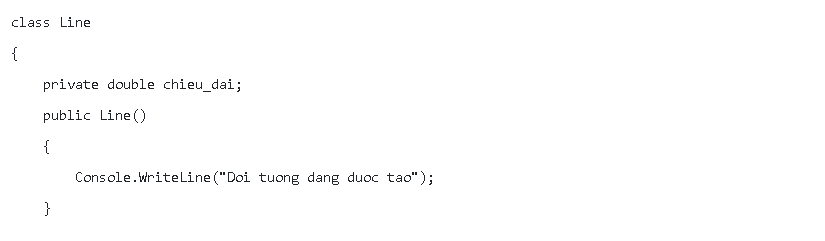 class Line
{
    private double chieu_dai;
    public Line()
    {
        Console.WriteLine("Doi tuong dang duoc tao");
    }